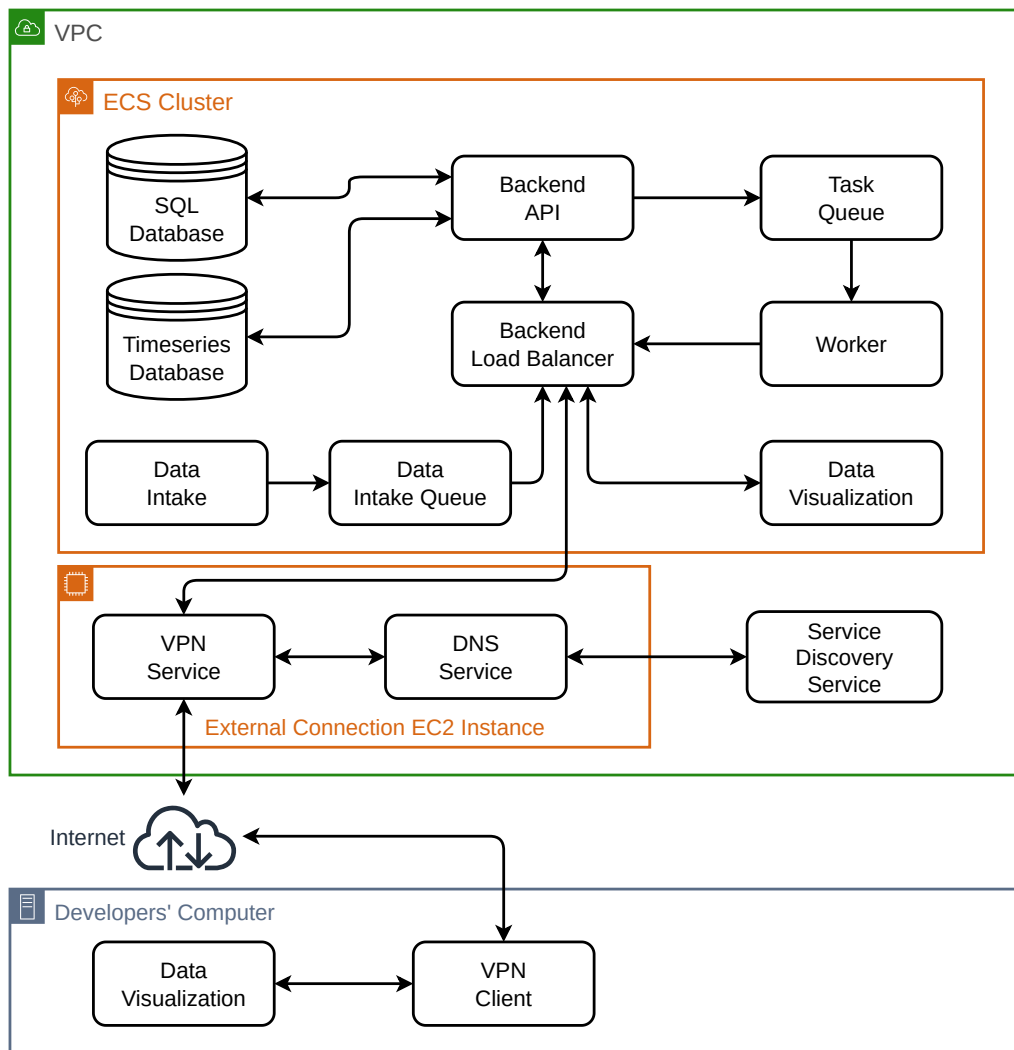 VPC
ECS Cluster
SQL
Database
Backend
API
Task
Queue
Timeseries
Database
Backend
Load Balancer
Worker
Data
Intake
Data
Intake Queue
Data
Visualization
VPN
Service
DNS
Service
Service
Discovery
Service
External Connection EC2 Instance
Internet
Developers' Computer
Data
Visualization
VPN
Client